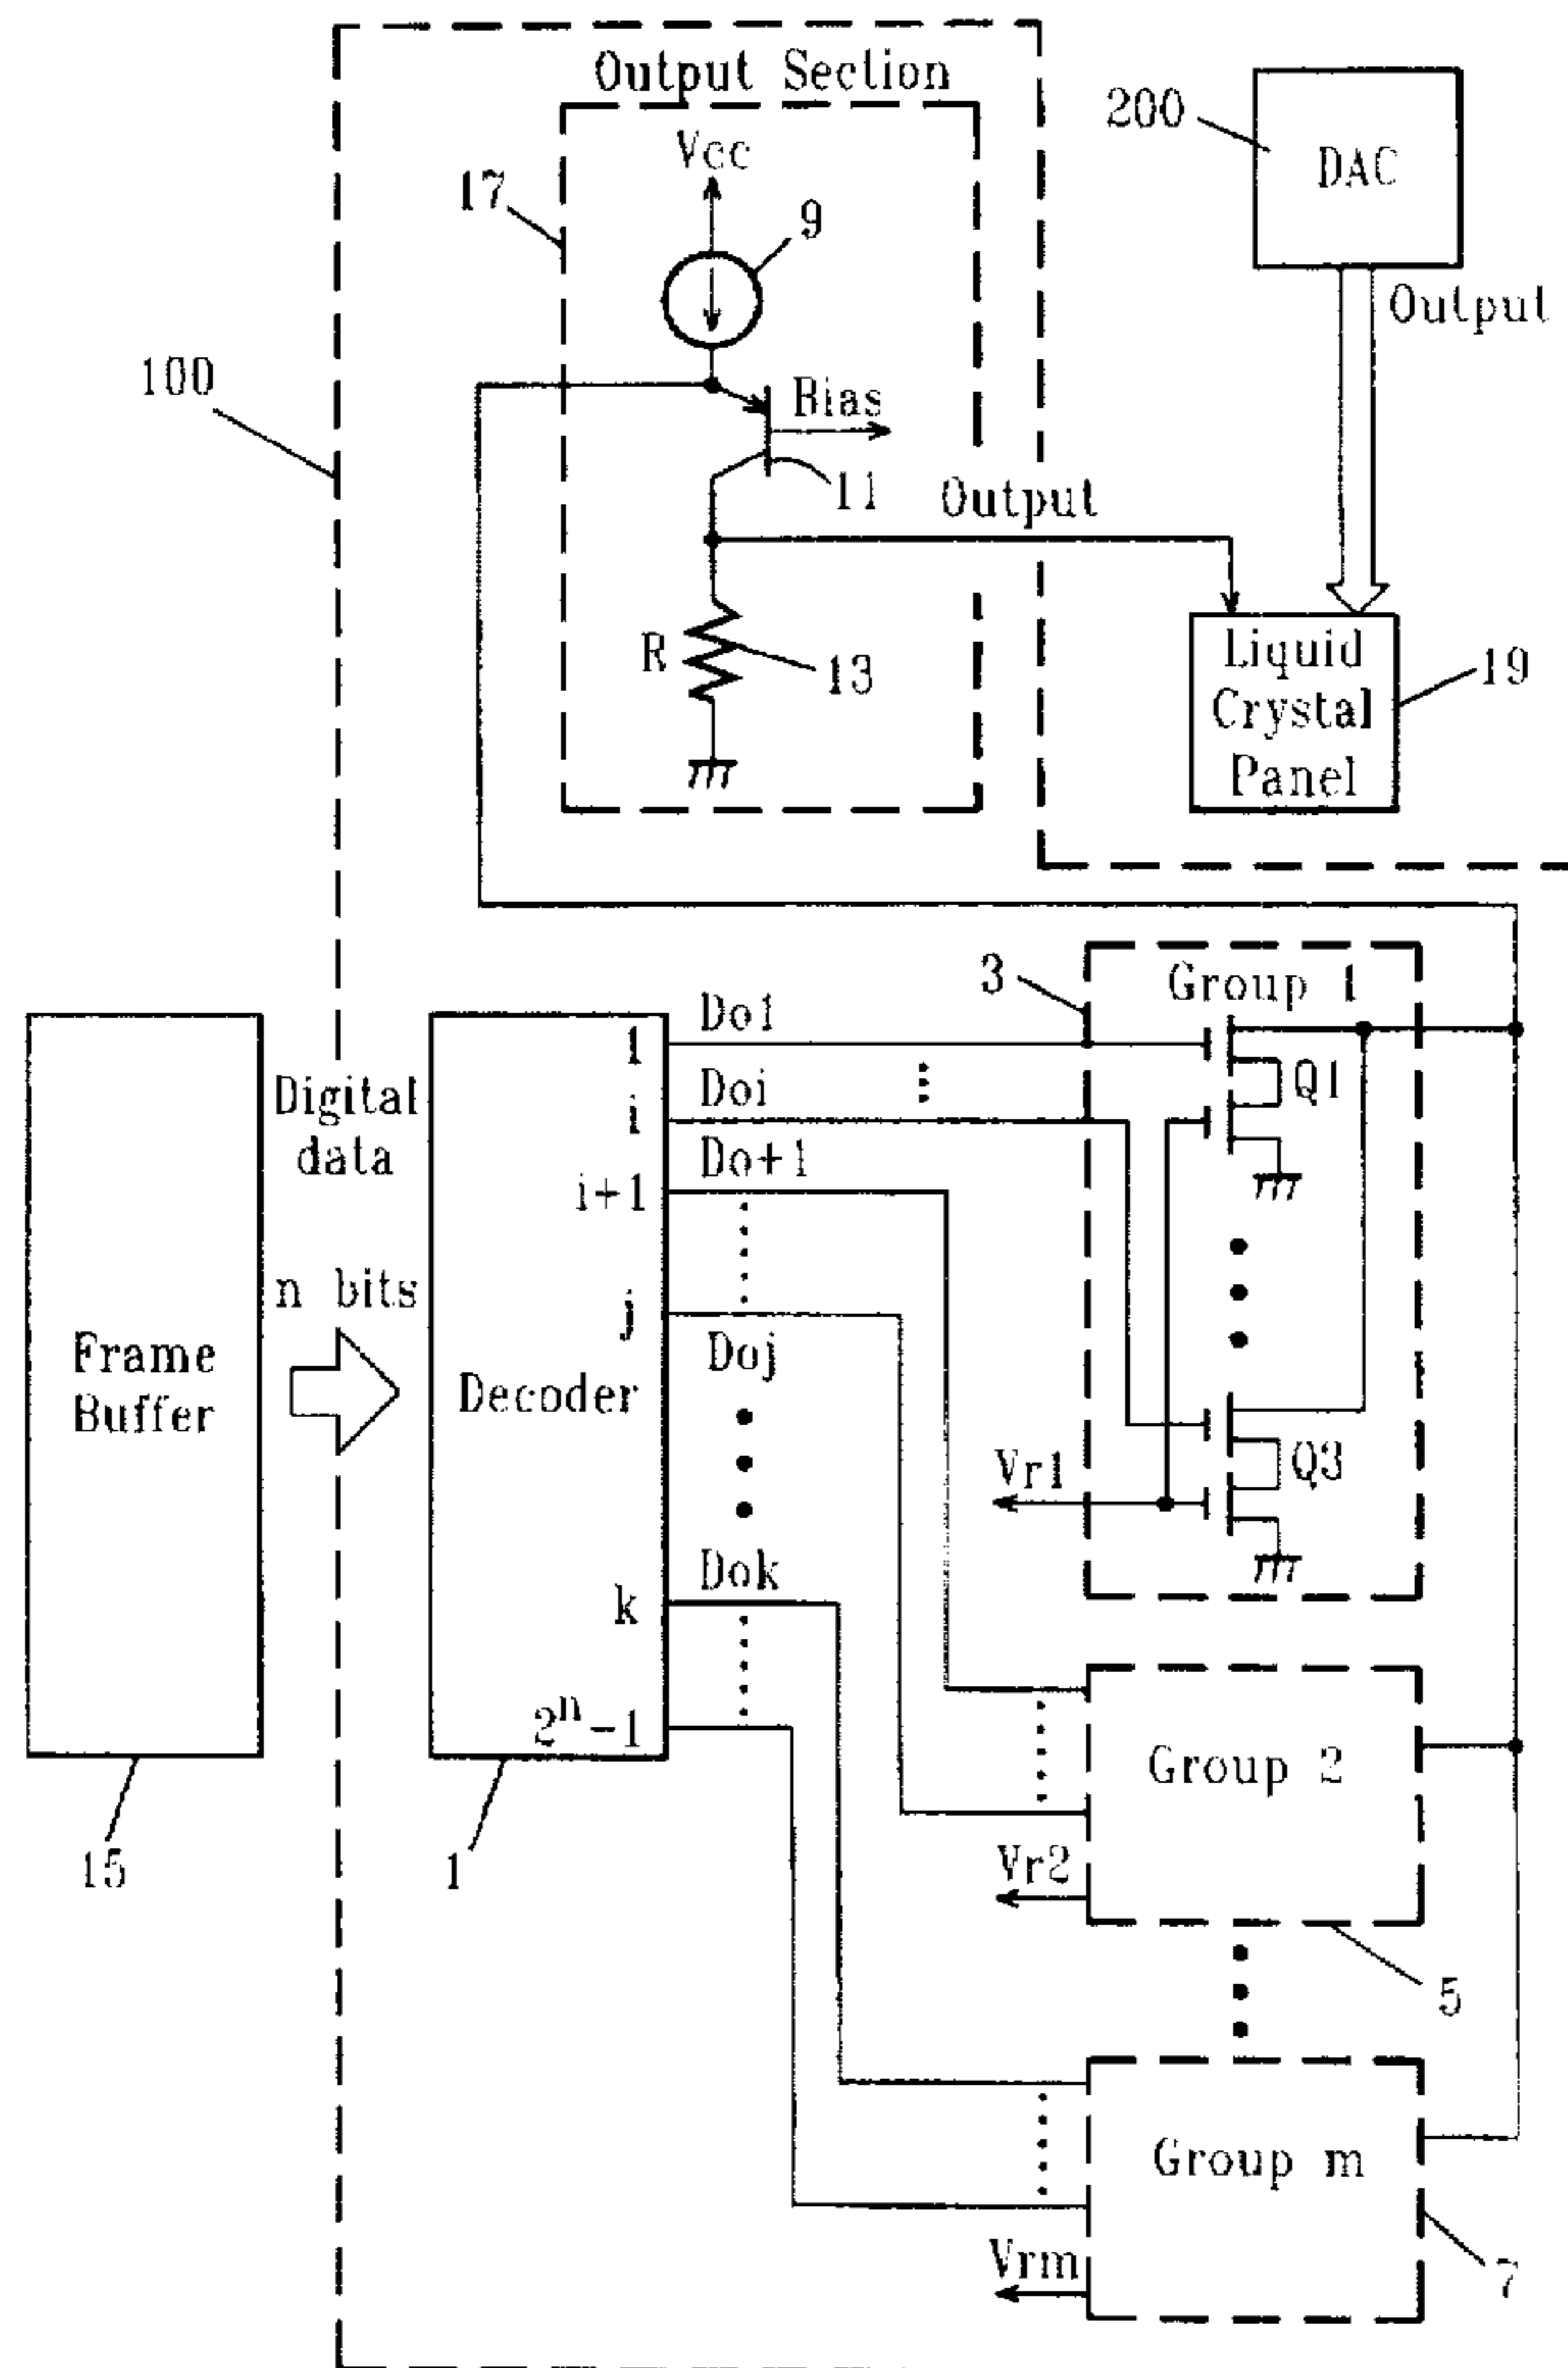 Output Section
Vcc
17
9
200
DAC
Output
100
Bias
11
Output
R
13
Liquid
Crystal
Panel
19
3
Group 1
Do1
1
Q1
Digital
data
Doi
i
Do+1
i+1
n bits
j
Doj
Frame
Buffer
Decoder
Vr1
Q3
Dok
k
2ⁿ-1
Group 2
15
1
Vr2
5
Group m
Vrm
7